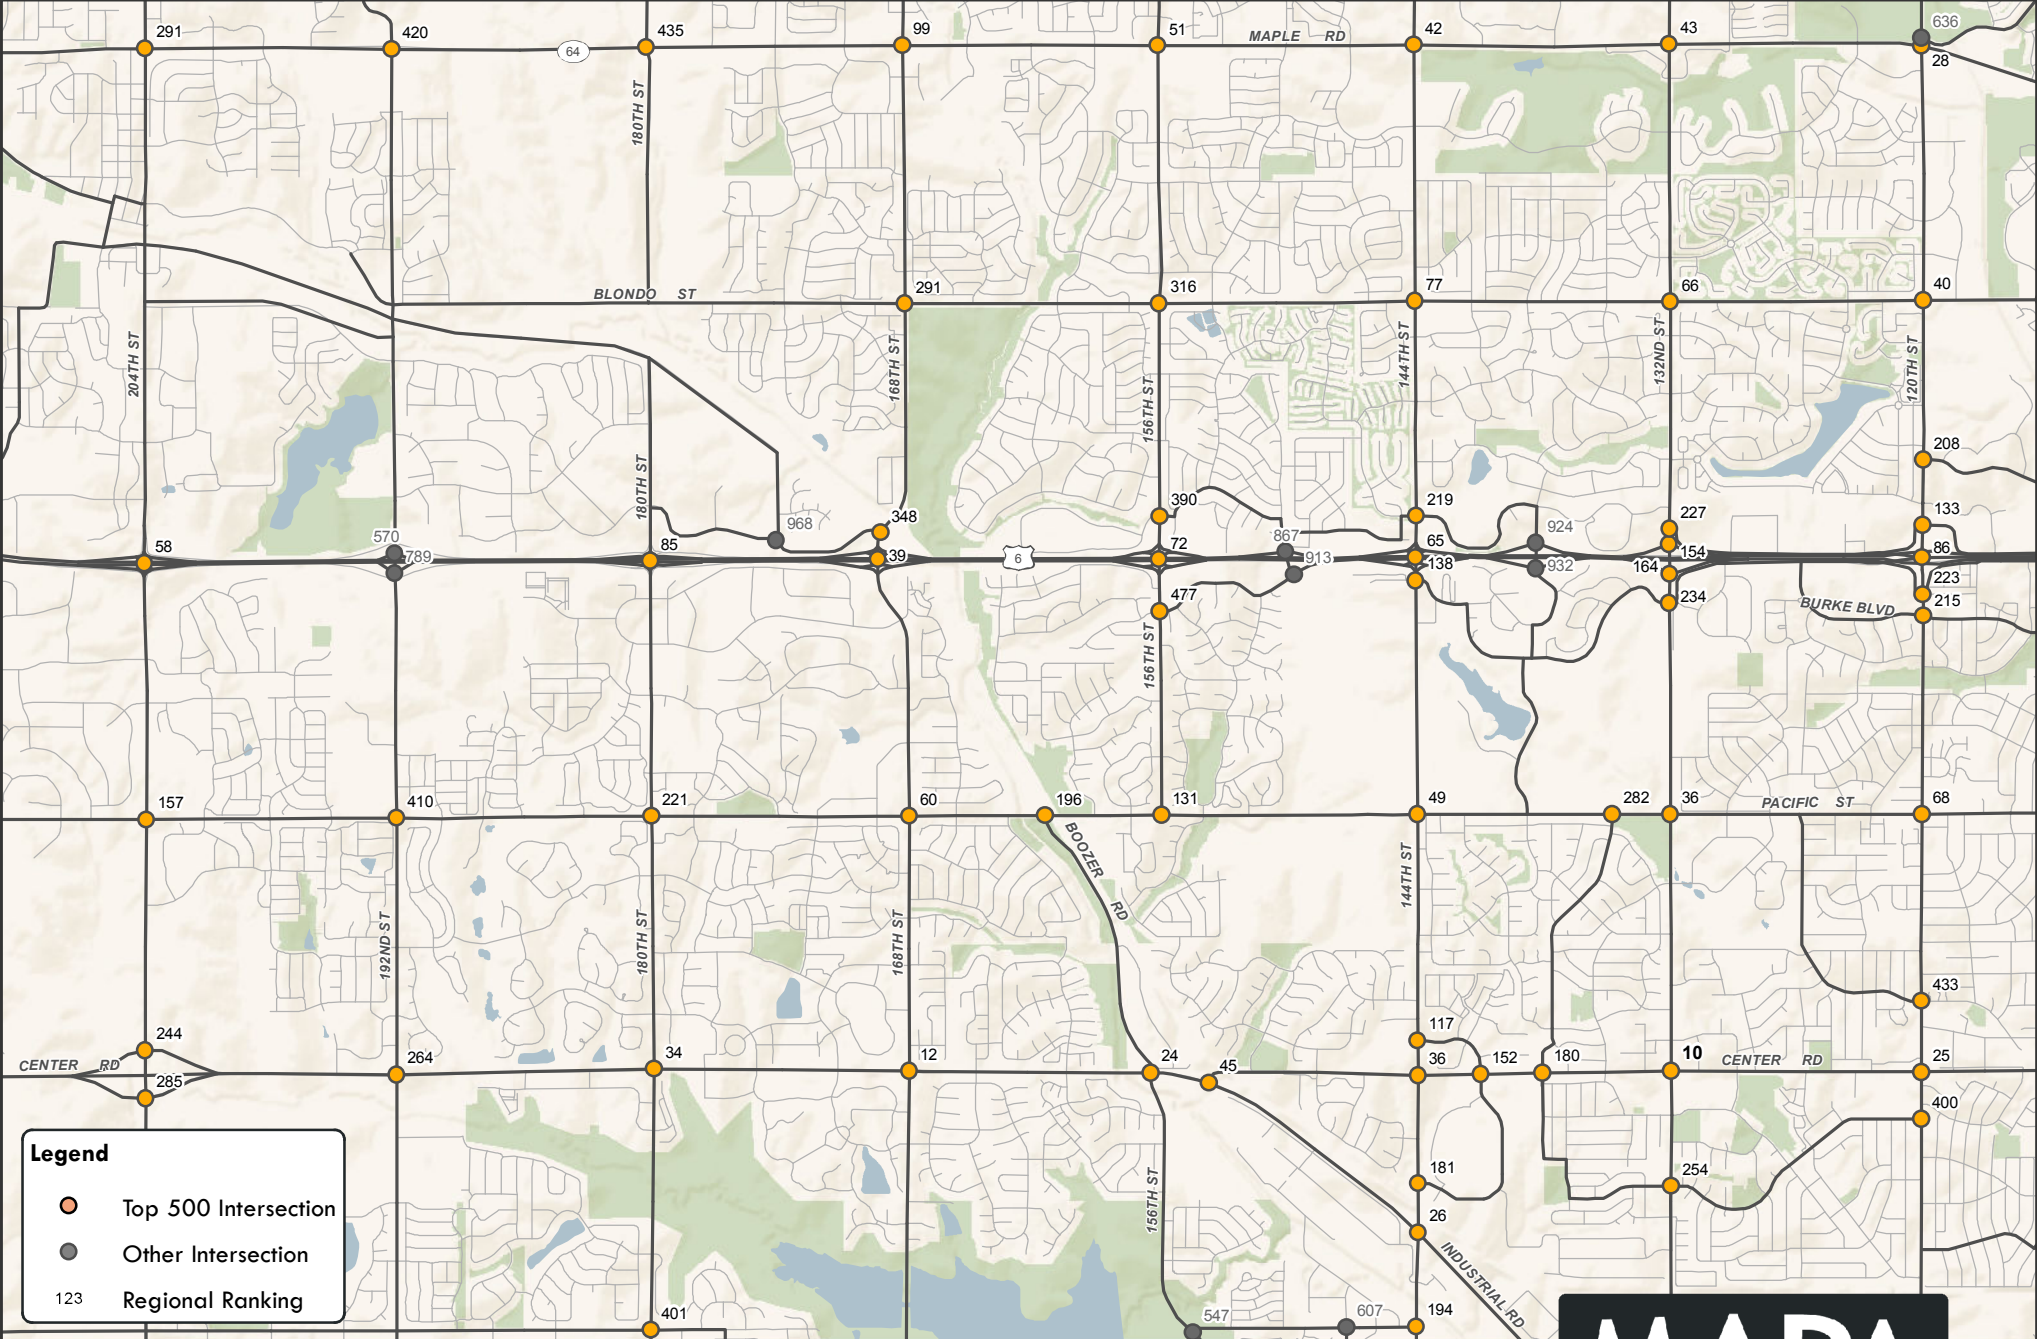 291
420
435
99
51
MAPLE RD
42
43
636
28
64
180TH ST
BLONDO ST
291
316
77
66
40
204TH ST
168TH ST
156TH ST
144TH ST
132ND ST
120TH ST
180TH ST
208
58
570
789
85
968
348
39
6
390
72
867
913
477
219
65
138
924
932
227
154
164
234
133
86
223
215
BURKE BLVD
156TH ST
157
410
221
60
196
131
49
282
36
PACIFIC ST
68
BOOZER RD
144TH ST
192ND ST
180TH ST
168TH ST
433
244
CENTER RD
285
264
34
12
24
45
117
36
152
180
10
CENTER RD
25
400
156TH ST
181
254
26
INDUSTRIAL RD
401
547
607
194
Legend
Top 500 Intersection
Other Intersection
123 Regional Ranking
MAPA